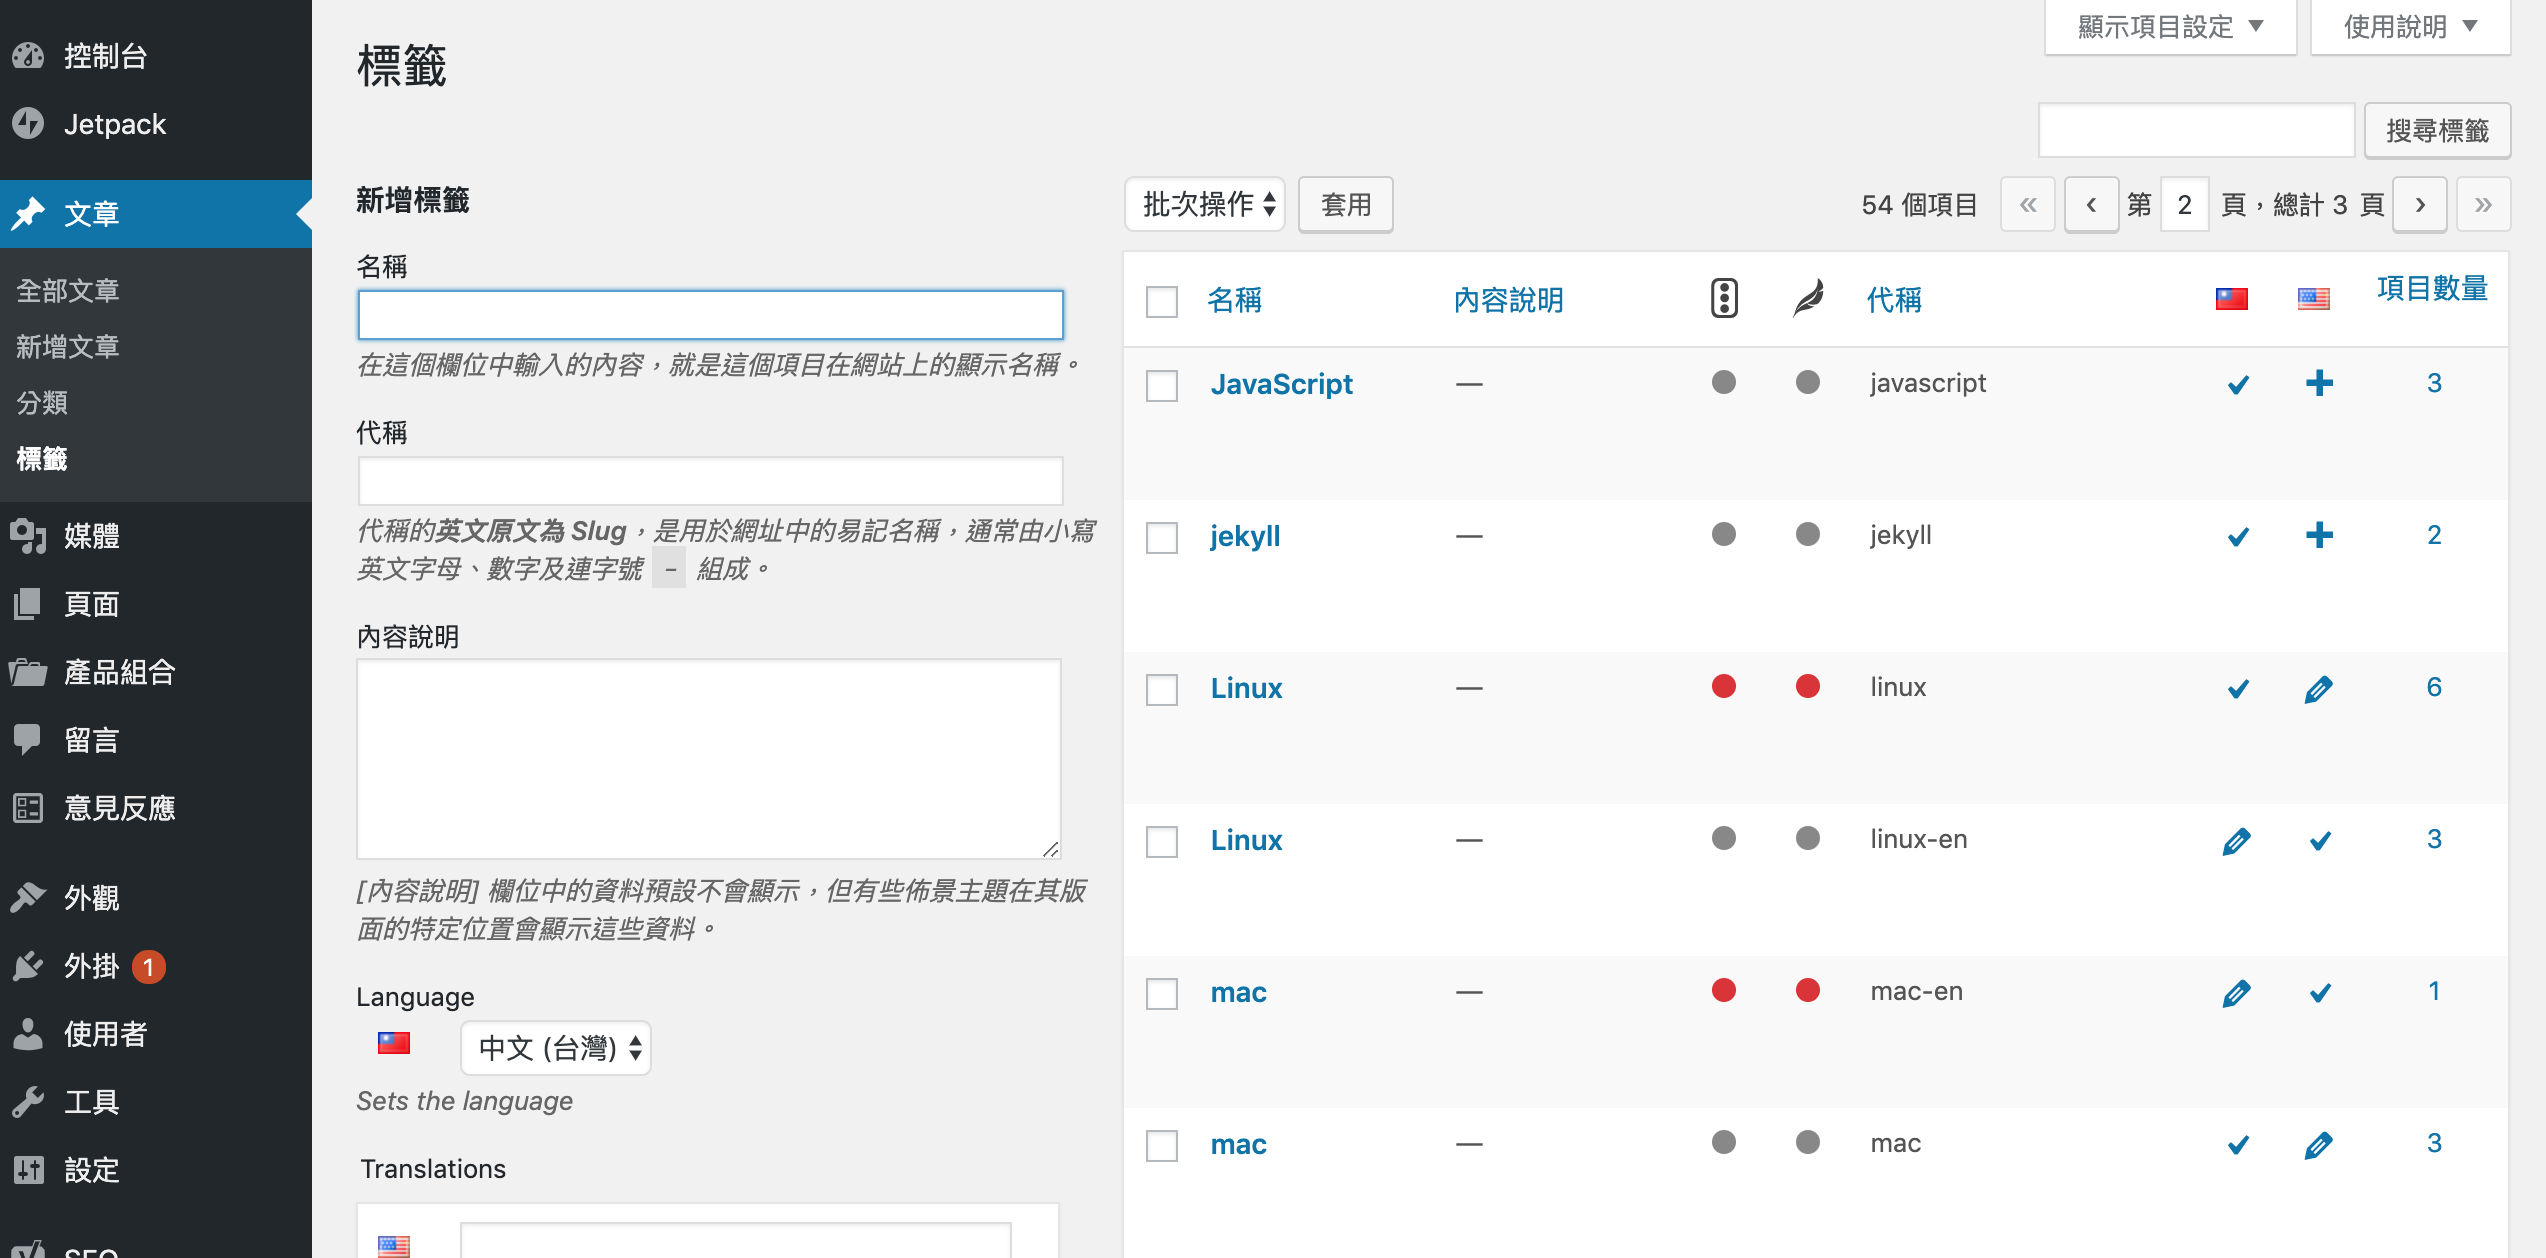 控制台
Jetpack
文章
全部文章
新增文章
分類
標籤
媒體
頁面
產品組合
留言
意見反應
外觀
外掛 1
使用者
工具
設定
SEO
顯示項目設定
使用說明
標籤
搜尋標籤
新增標籤
名稱
在這個欄位中輸入的內容，就是這個項目在網站上的顯示名稱。
代稱
代稱的英文原文為 Slug，是用於網址中的易記名稱，通常由小寫
英文字母、數字及連字號 - 組成。
內容說明
[內容說明] 欄位中的資料預設不會顯示，但有些佈景主題在其版
面的特定位置會顯示這些資料。
Language
中文 (台灣)
Sets the language
Translations
批次操作 套用 54 個項目 « ‹ 第 2 頁，總計 3 頁 › »
名稱 內容說明 代稱 項目數量
JavaScript — javascript 3
jekyll — jekyll 2
Linux — linux 6
Linux — linux-en 3
mac — mac-en 1
mac — mac 3